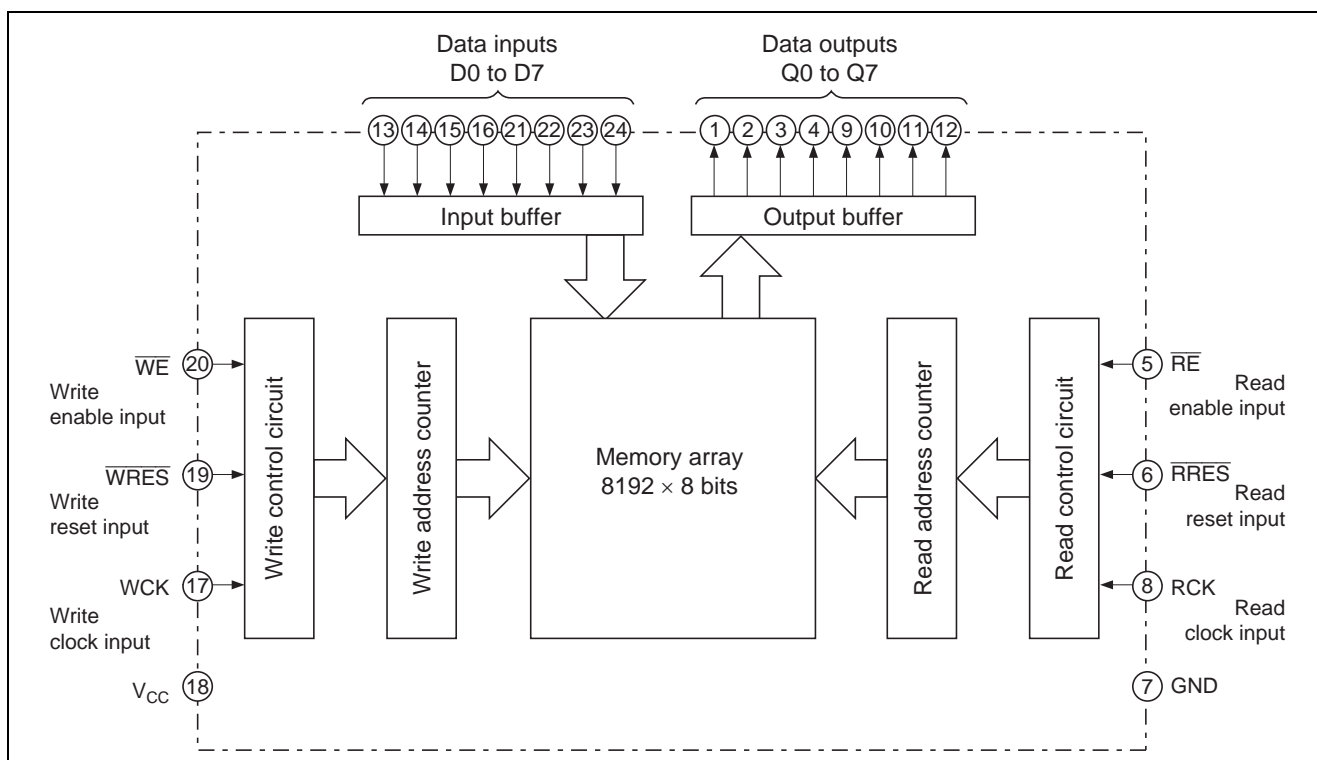 Data inputs
D0 to D7
Data outputs
Q0 to Q7
13 14 15 16 21 22 23 24
1 2 3 4 9 10 11 12
Input buffer
Output buffer
W̅E̅ 20
Write
enable input
W̅R̅E̅S̅ 19
Write
reset input
WCK 17
Write
clock input
VCC 18
Write control circuit
Write address counter
Memory array
8192 × 8 bits
Read address counter
Read control circuit
5 R̅E̅
Read
enable input
6 R̅R̅E̅S̅
Read
reset input
8 RCK
Read
clock input
7 GND